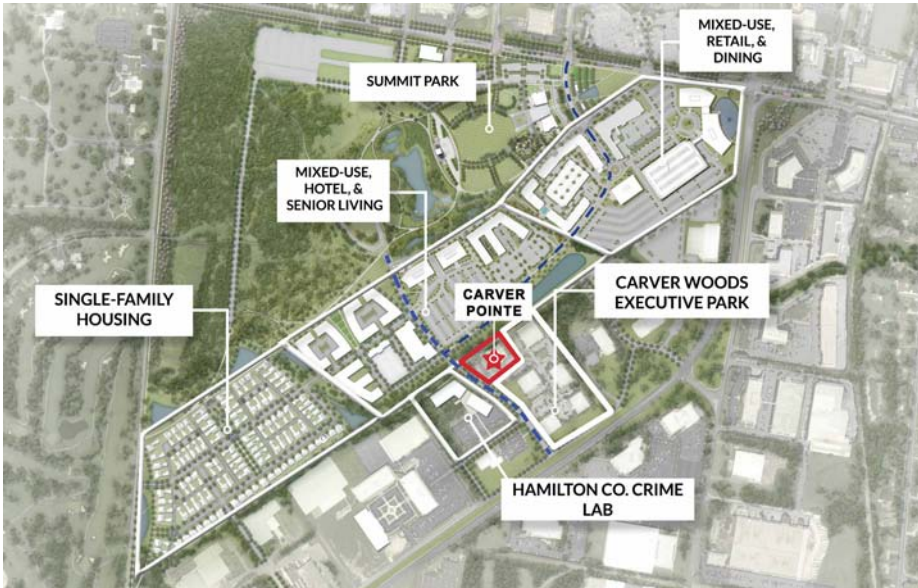 MIXED-USE,
RETAIL, &
DINING
SUMMIT PARK
MIXED-USE,
HOTEL, &
SENIOR LIVING
SINGLE-FAMILY
HOUSING
CARVER
POINTE
CARVER WOODS
EXECUTIVE PARK
HAMILTON CO. CRIME
LAB